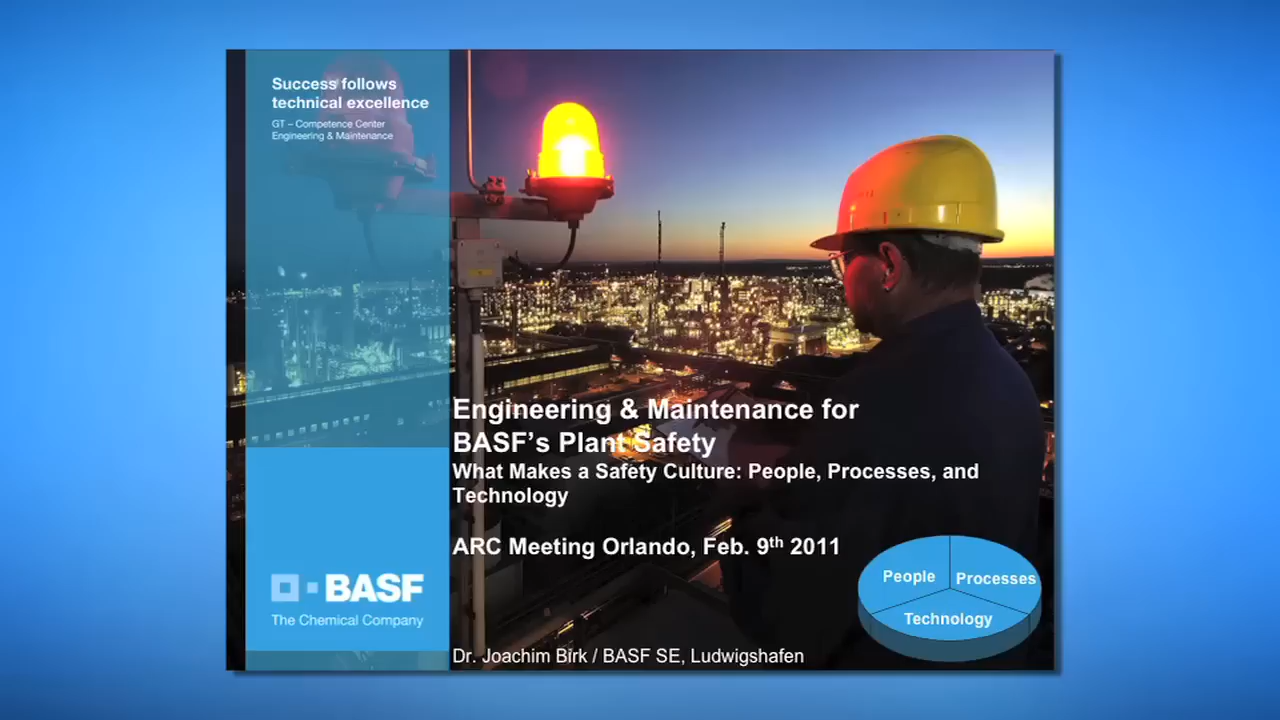 Success follows
technical excellence
GT – Competence Center
Engineering & Maintenance
Engineering & Maintenance for
BASF's Plant Safety
What Makes a Safety Culture: People, Processes, and
Technology
ARC Meeting Orlando, Feb. 9th 2011
People
Processes
Technology
BASF
The Chemical Company
Dr. Joachim Birk / BASF SE, Ludwigshafen